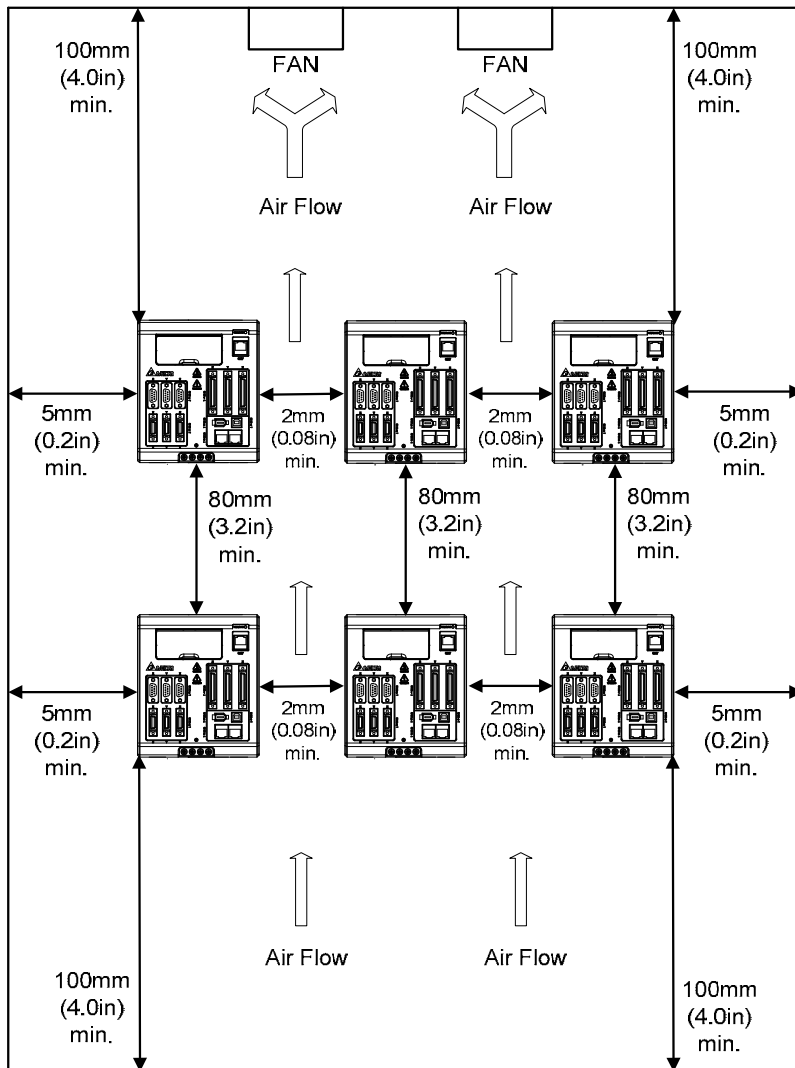 100mm
(4.0in)
min.
FAN
FAN
100mm
(4.0in)
min.
Air Flow
Air Flow
5mm
(0.2in)
min.
2mm
(0.08in)
min.
2mm
(0.08in)
min.
5mm
(0.2in)
min.
80mm
(3.2in)
min.
80mm
(3.2in)
min.
80mm
(3.2in)
min.
5mm
(0.2in)
min.
2mm
(0.08in)
min.
2mm
(0.08in)
min.
5mm
(0.2in)
min.
Air Flow
Air Flow
100mm
(4.0in)
min.
100mm
(4.0in)
min.